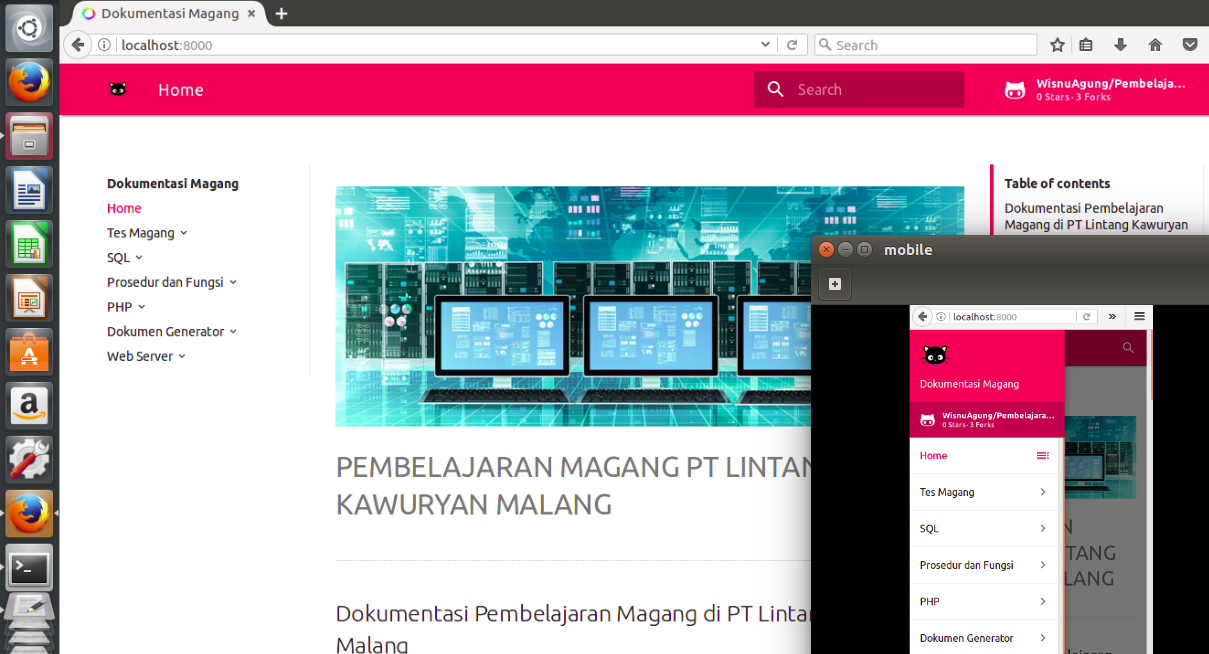 Dokumentasi Magang
localhost:8000
Search
Home
Search
WisnuAgung/Pembelaja...
0 Stars · 3 Forks
Dokumentasi Magang
Home
Tes Magang
SQL
Prosedur dan Fungsi
PHP
Dokumen Generator
Web Server
PEMBELAJARAN MAGANG PT LINTAN
KAWURYAN MALANG
Dokumentasi Pembelajaran Magang di PT Lintan
Malang
Table of contents
Dokumentasi Pembelajaran
Magang di PT Lintang Kawuryan
mobile
localhost:8000
Dokumentasi Magang
WisnuAgung/Pembelajara...
0 Stars · 3 Forks
Home
Tes Magang
SQL
Prosedur dan Fungsi
PHP
Dokumen Generator
N
TANG
LANG